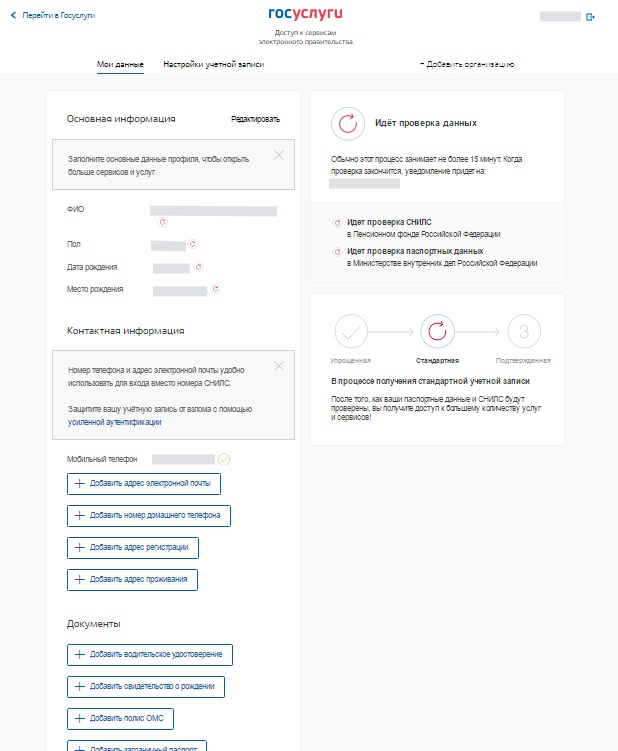 Перейти в Госуслуги
госуслуги
Доступ к сервисам
электронного правительства
Мои данные
Настройки учетной записи
+ Добавить организацию
Основная информация
Редактировать
Заполните основные данные профиля, чтобы открыть
больше сервисов и услуг
ФИО
Пол
Дата рождения
Место рождения
Контактная информация
Номер телефона и адрес электронной почты удобно
использовать для входа вместо номера СНИЛС.
Защитите вашу учётную запись от взлома с помощью
усиленной аутентификации
Мобильный телефон
Добавить адрес электронной почты
Добавить номер домашнего телефона
Добавить адрес регистрации
Добавить адрес проживания
Документы
Добавить водительское удостоверение
Добавить свидетельство о рождении
Добавить полис ОМС
Добавить заграничный паспорт
Идёт проверка данных
Обычно этот процесс занимает не более 15 минут. Когда
проверка закончится, уведомление придет на:
Идет проверка СНИЛС
в Пенсионном фонде Российской Федерации
Идет проверка паспортных данных
в Министерстве внутренних дел Российской Федерации
3
Упрощенная
Стандартная
Подтвержденная
В процессе получения стандартной учетной записи
После того, как ваши паспортные данные и СНИЛС будут
проверены, вы получите доступ к большему количеству услуг
и сервисов!